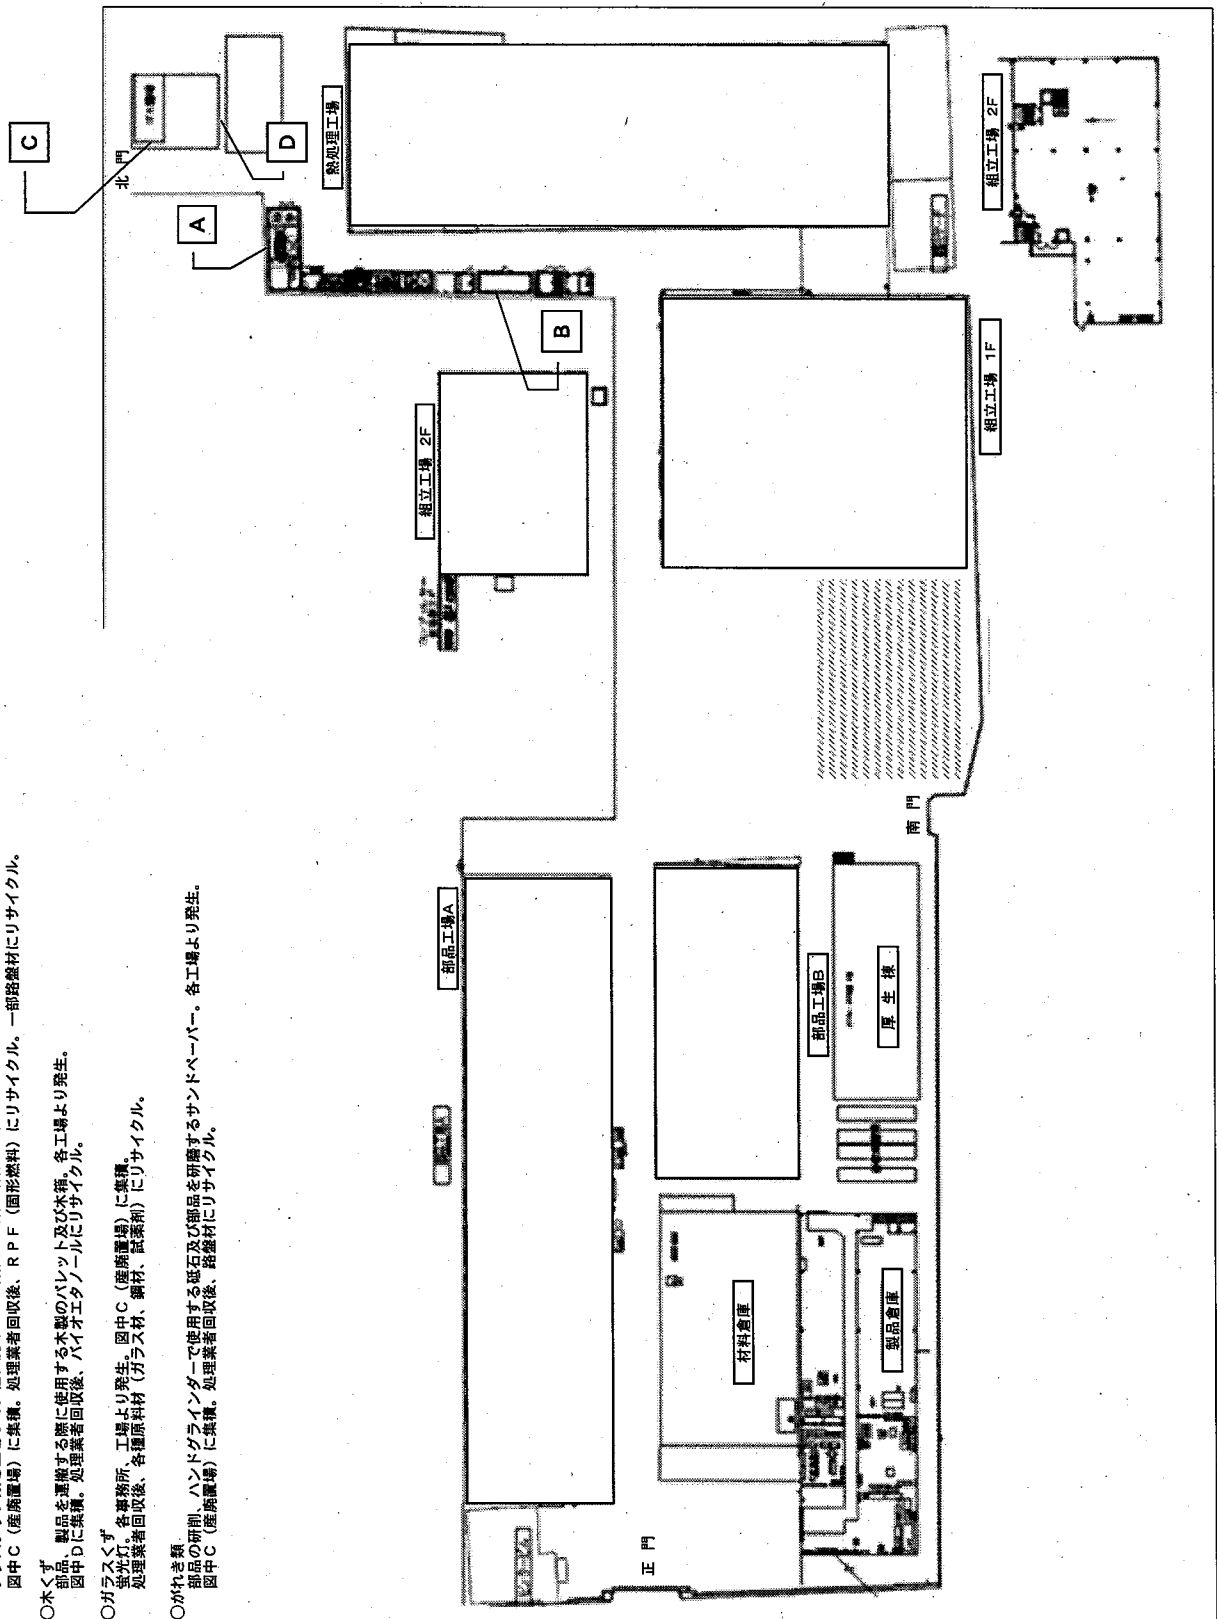 図中C（産廃置場）に集積。処理業者回収後、RPF（固形燃料）にリサイクル。一部路盤材にリサイクル。
○木くず
部品、製品を運搬する際に使用する木製のパレット及び木箱。各工場より発生。
図中Dに集積。処理業者回収後、バイオエタノールにリサイクル。
○ガラスくず
蛍光灯。各事務所、工場より発生。図中C（産廃置場）に集積。
処理業者回収後、各種原料材（ガラス材、鋼材、試薬剤）にリサイクル。
○がれき類
部品の研削、ハンドグラインダーで使用する砥石及び部品を研磨するサンドペーパー。各工場より発生。
図中C（産廃置場）に集積。処理業者回収後、路盤材にリサイクル。
C
北門
D
A
B
熱処理工場
組立工場 2F
組立工場 2F
組立工場 1F
南門
部品工場A
部品工場B
厚生棟
材料倉庫
製品倉庫
正門